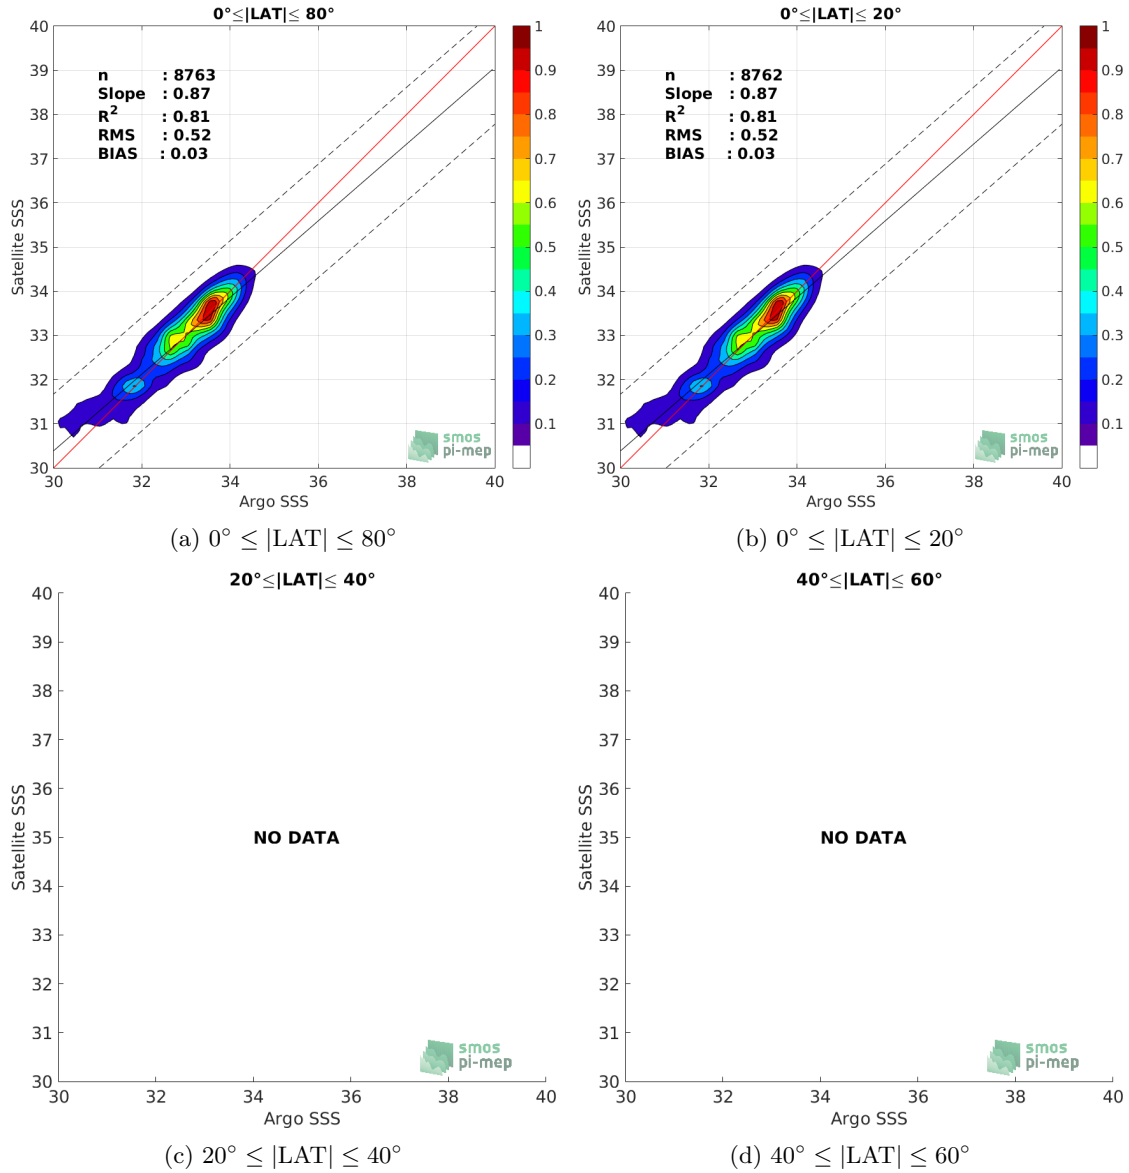 0°≤|LAT|≤ 80°
40
39
38
37
36
35
34
33
32
31
30
Satellite SSS
n : 8763
Slope : 0.87
R² : 0.81
RMS : 0.52
BIAS : 0.03
smos
pi-mep
30 32 34 36 38 40
Argo SSS
1
0.9
0.8
0.7
0.6
0.5
0.4
0.3
0.2
0.1
(a) 0° ≤ |LAT| ≤ 80°
0°≤|LAT|≤ 20°
40
39
38
37
36
35
34
33
32
31
30
Satellite SSS
n : 8762
Slope : 0.87
R² : 0.81
RMS : 0.52
BIAS : 0.03
smos
pi-mep
30 32 34 36 38 40
Argo SSS
1
0.9
0.8
0.7
0.6
0.5
0.4
0.3
0.2
0.1
(b) 0° ≤ |LAT| ≤ 20°
20°≤|LAT|≤ 40°
40
39
38
37
36
35
34
33
32
31
30
Satellite SSS
NO DATA
smos
pi-mep
30 32 34 36 38 40
Argo SSS
(c) 20° ≤ |LAT| ≤ 40°
40°≤|LAT|≤ 60°
40
39
38
37
36
35
34
33
32
31
30
Satellite SSS
NO DATA
smos
pi-mep
30 32 34 36 38 40
Argo SSS
(d) 40° ≤ |LAT| ≤ 60°